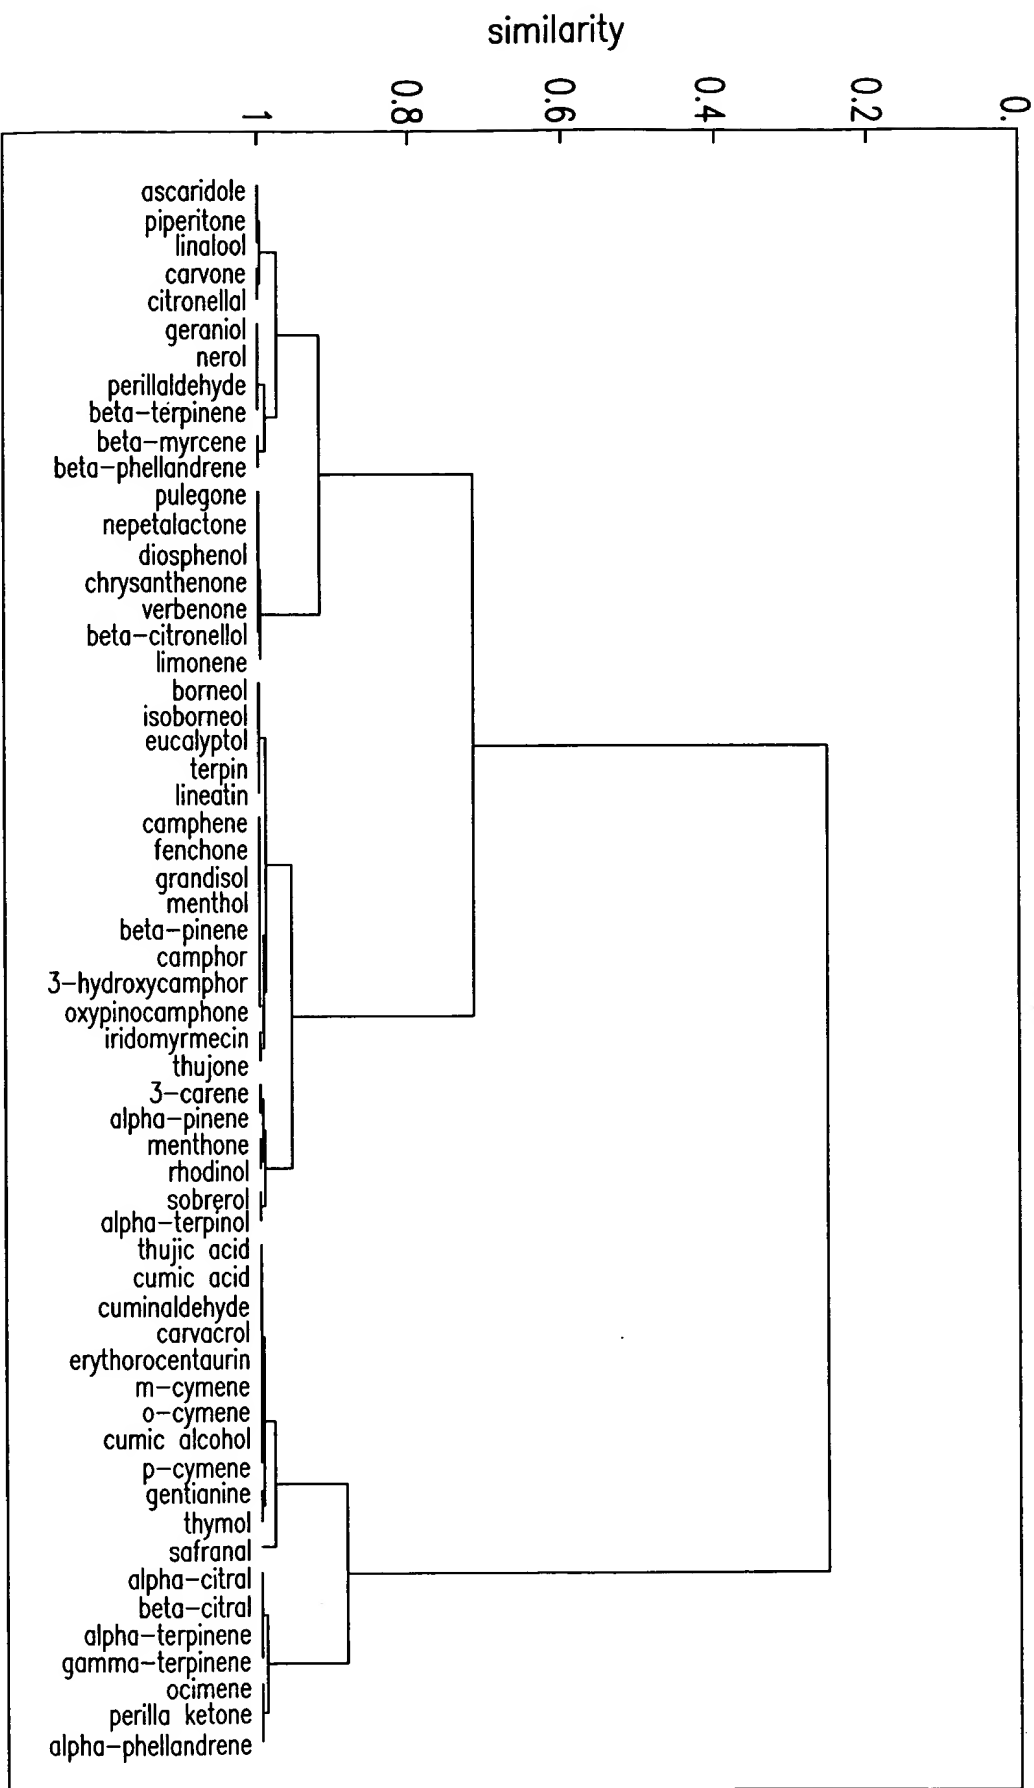 similarity
1
0.8
0.6
0.4
0.2
0.
ascaridole
piperitone
linalool
carvone
citronellal
geraniol
nerol
perillaldehyde
beta-terpinene
beta-myrcene
beta-phellandrene
pulegone
nepetalactone
diosphenol
chrysanthenone
verbenone
beta-citronellol
limonene
borneol
isoborneol
eucalyptol
terpin
lineatin
camphene
fenchone
grandisol
menthol
beta-pinene
camphor
3-hydroxycamphor
oxypinocamphone
iridomyrmecin
thujone
3-carene
alpha-pinene
menthone
rhodinol
sobrerol
alpha-terpinol
thujic acid
cumic acid
cuminaldehyde
carvacrol
erythorocentaurin
m-cymene
o-cymene
cumic alcohol
p-cymene
gentianine
thymol
safranal
alpha-citral
beta-citral
alpha-terpinene
gamma-terpinene
ocimene
perilla ketone
alpha-phellandrene